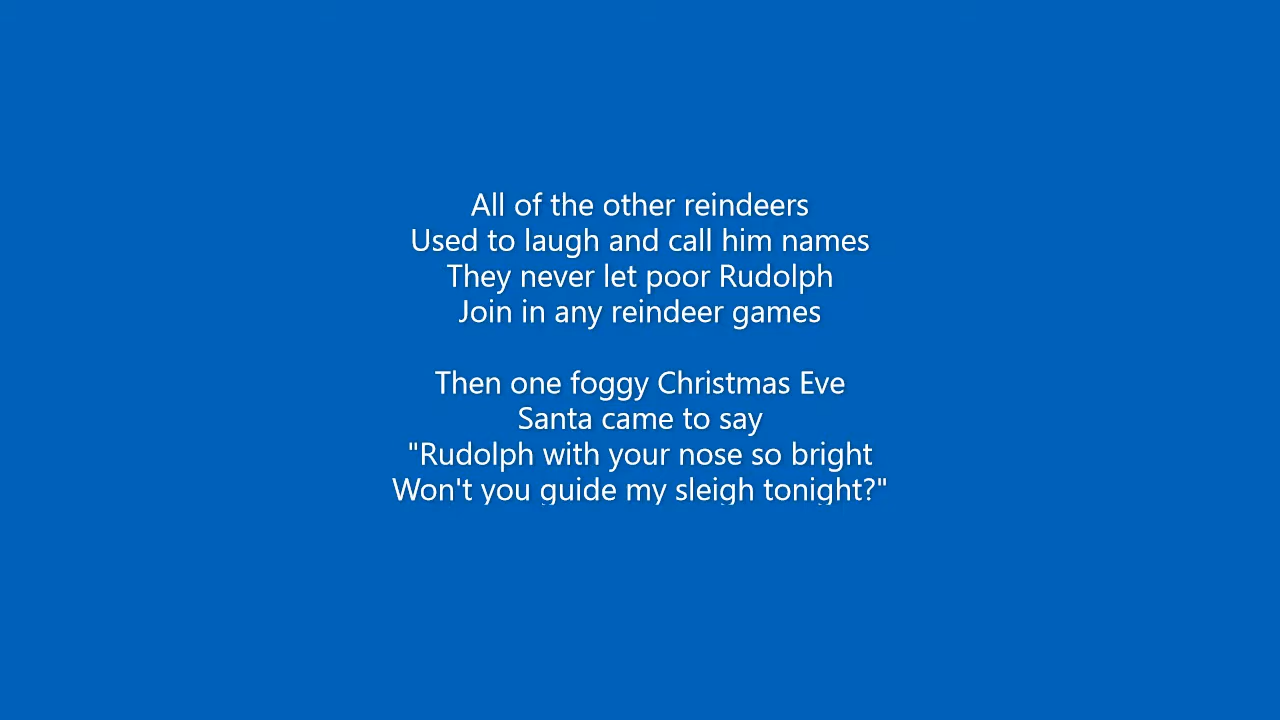 All of the other reindeers
Used to laugh and call him names
They never let poor Rudolph
Join in any reindeer games

Then one foggy Christmas Eve
Santa came to say
"Rudolph with your nose so bright
Won't you guide my sleigh tonight?"